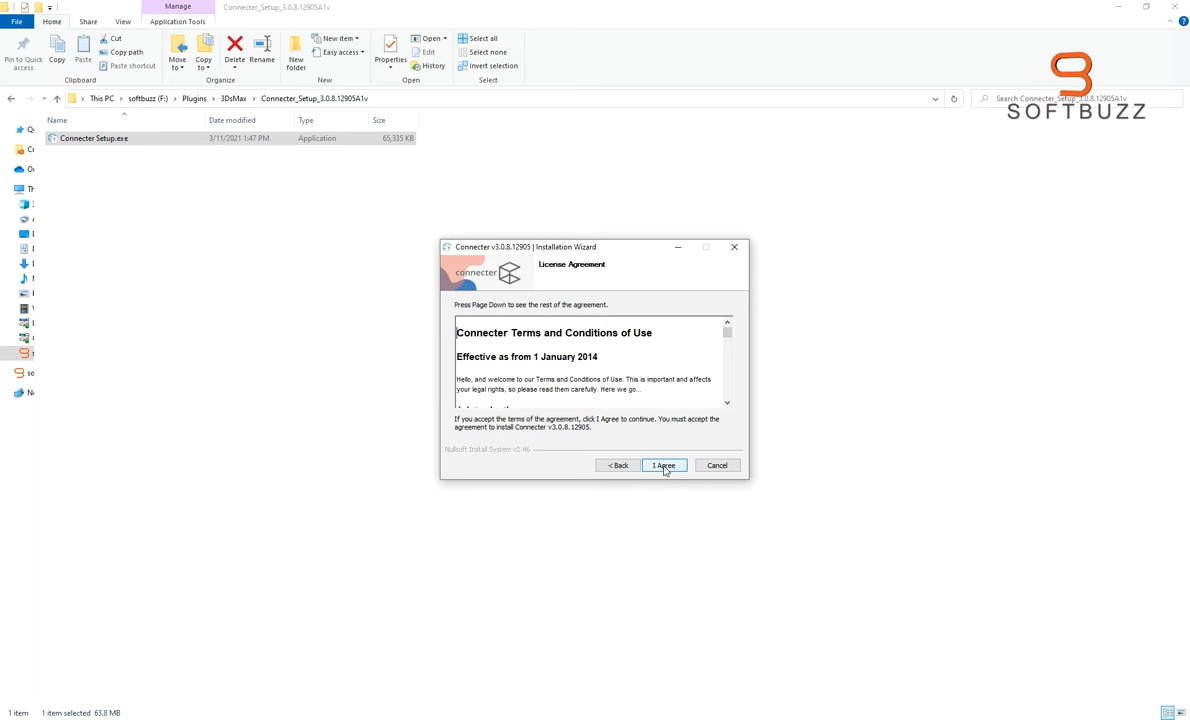 Manage
Connecter_Setup_3.0.8.12905A1v
File
Home
Share
View
Application Tools
Pin to Quick access
Copy
Paste
Cut
Copy path
Paste shortcut
Clipboard
Move to
Copy to
Delete
Rename
Organize
New folder
New item
Easy access
New
Properties
Open
Edit
History
Open
Select all
Select none
Invert selection
Select
This PC > softbuzz (F:) > Plugins > 3DsMax > Connecter_Setup_3.0.8.12905A1v
Search Connecter_Setup_3.0.8.12905A1v
SOFTBUZZ
Name
Date modified
Type
Size
Connecter Setup.exe
3/11/2021 1:47 PM
Application
65,335 KB
Connecter v3.0.8.12905 | Installation Wizard
connecter
License Agreement
Press Page Down to see the rest of the agreement.
Connecter Terms and Conditions of Use
Effective as from 1 January 2014
Hello, and welcome to our Terms and Conditions of Use. This is important and affects
your legal rights, so please read them carefully. Here we go...
If you accept the terms of the agreement, click I Agree to continue. You must accept the
agreement to install Connecter v3.0.8.12905.
Nullsoft Install System v2.46
< Back
I Agree
Cancel
1 item
1 item selected 63.8 MB